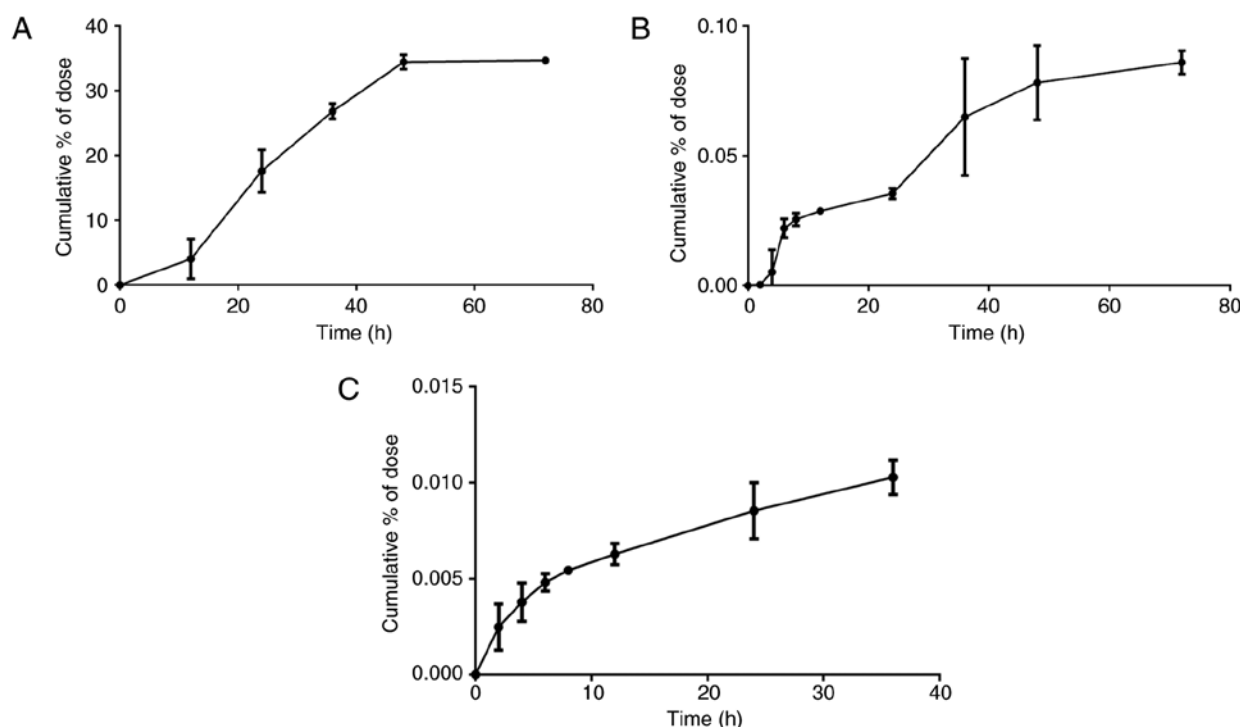 A
Cumulative % of dose
40
30
20
10
0
0 20 40 60 80
Time (h)
B
Cumulative % of dose
0.10
0.05
0.00
0 20 40 60 80
Time (h)
C
Cumulative % of dose
0.015
0.010
0.005
0.000
0 10 20 30 40
Time (h)